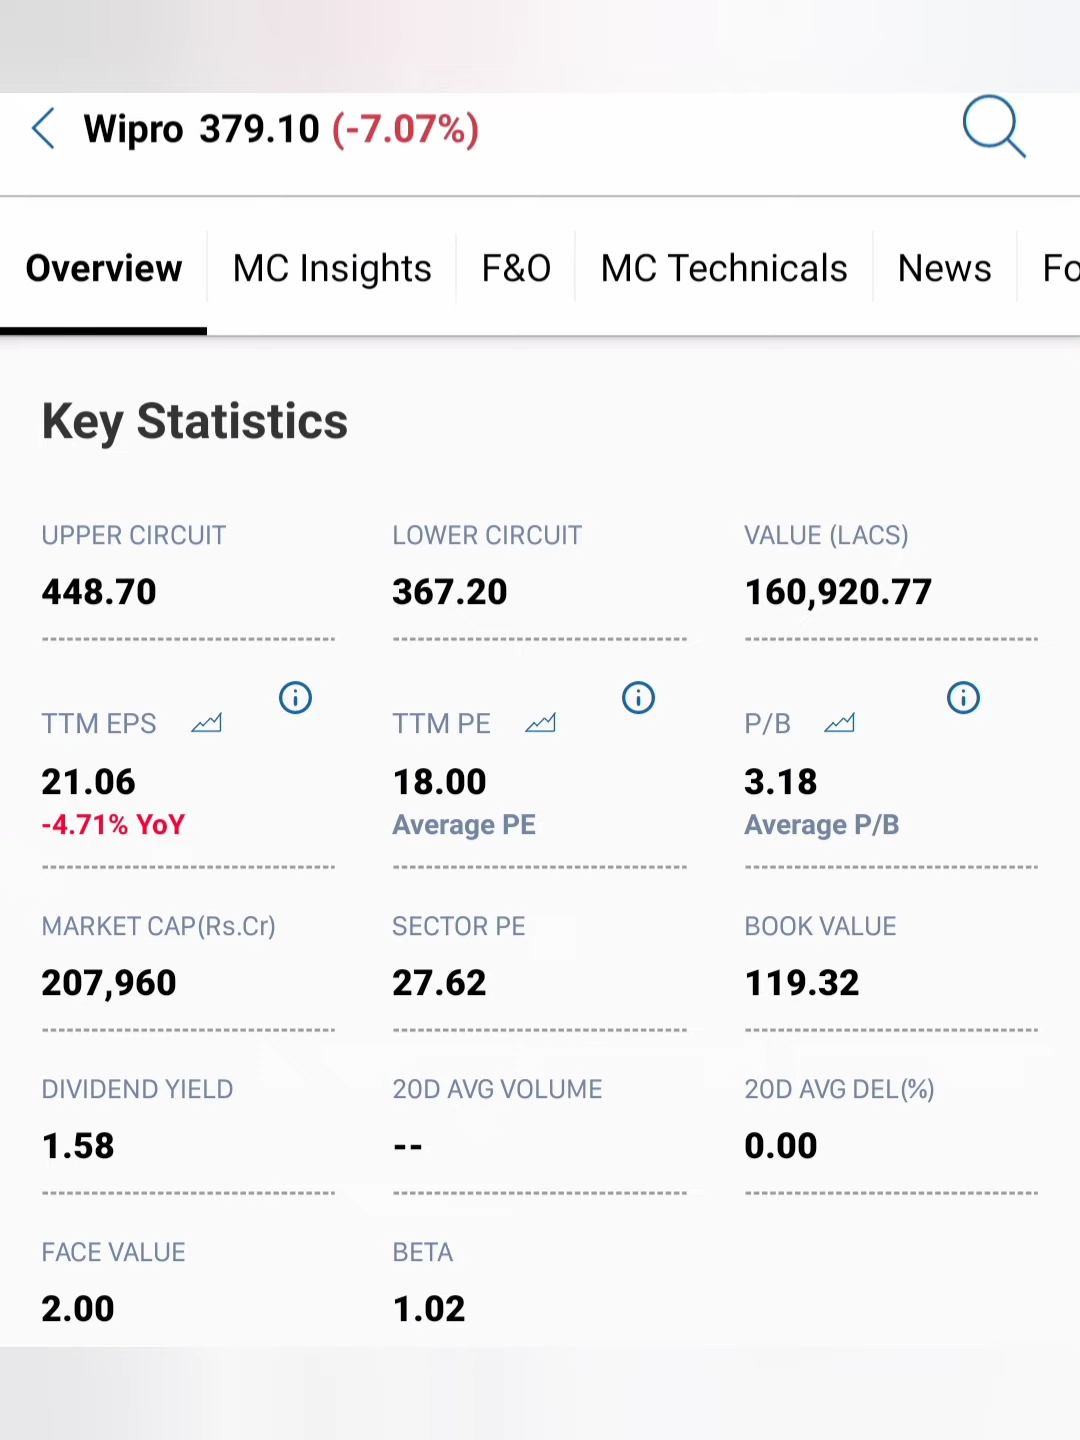 Wipro 379.10 (-7.07%)
Overview MC Insights F&O MC Technicals News Fo
Key Statistics
UPPER CIRCUIT LOWER CIRCUIT VALUE (LACS)
448.70 367.20 160,920.77
TTM EPS TTM PE P/B
21.06 18.00 3.18
-4.71% YoY Average PE Average P/B
MARKET CAP(Rs.Cr) SECTOR PE BOOK VALUE
207,960 27.62 119.32
DIVIDEND YIELD 20D AVG VOLUME 20D AVG DEL(%)
1.58 -- 0.00
FACE VALUE BETA
2.00 1.02